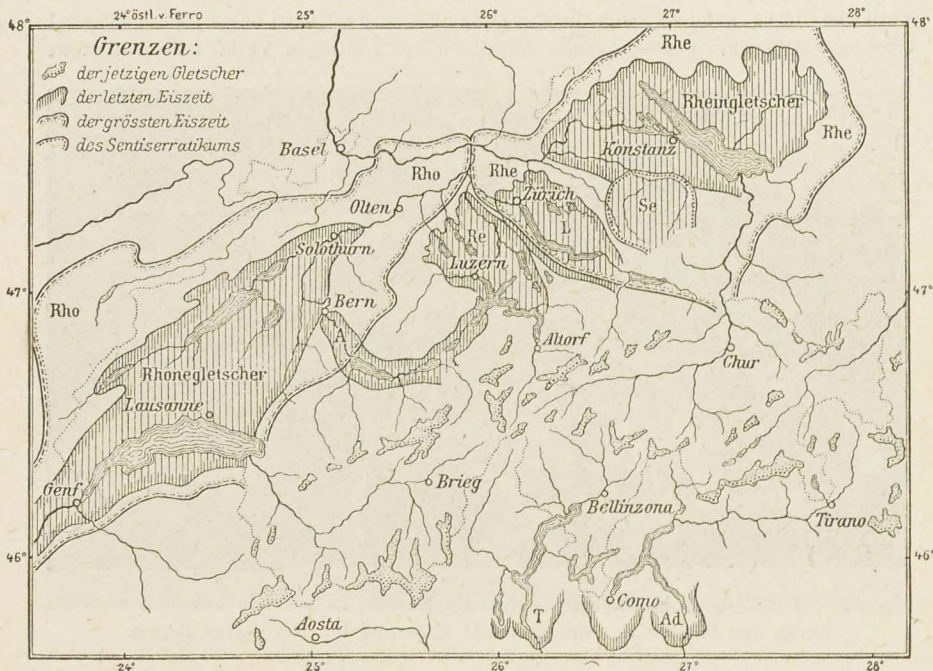 24° östl. v. Ferro 25° 26° 27° 28°
48° 48°
Grenzen:
der jetzigen Gletscher
der letzten Eiszeit
der grössten Eiszeit
des Sentiserratikums
Rhe
Rheingletscher
Rhe
Konstanz
Basel
Rho
Rhe
Olten
Zürich
Se
L
Solothurn
Re
Luzern
47° 47°
Rho
Bern
A
Altorf
Chur
Rhonegletscher
Lausanne
Brieg
Genf
Bellinzona
Tirano
46° 46°
Como
T
Ad
Aosta
24° 25° 26° 27° 28°